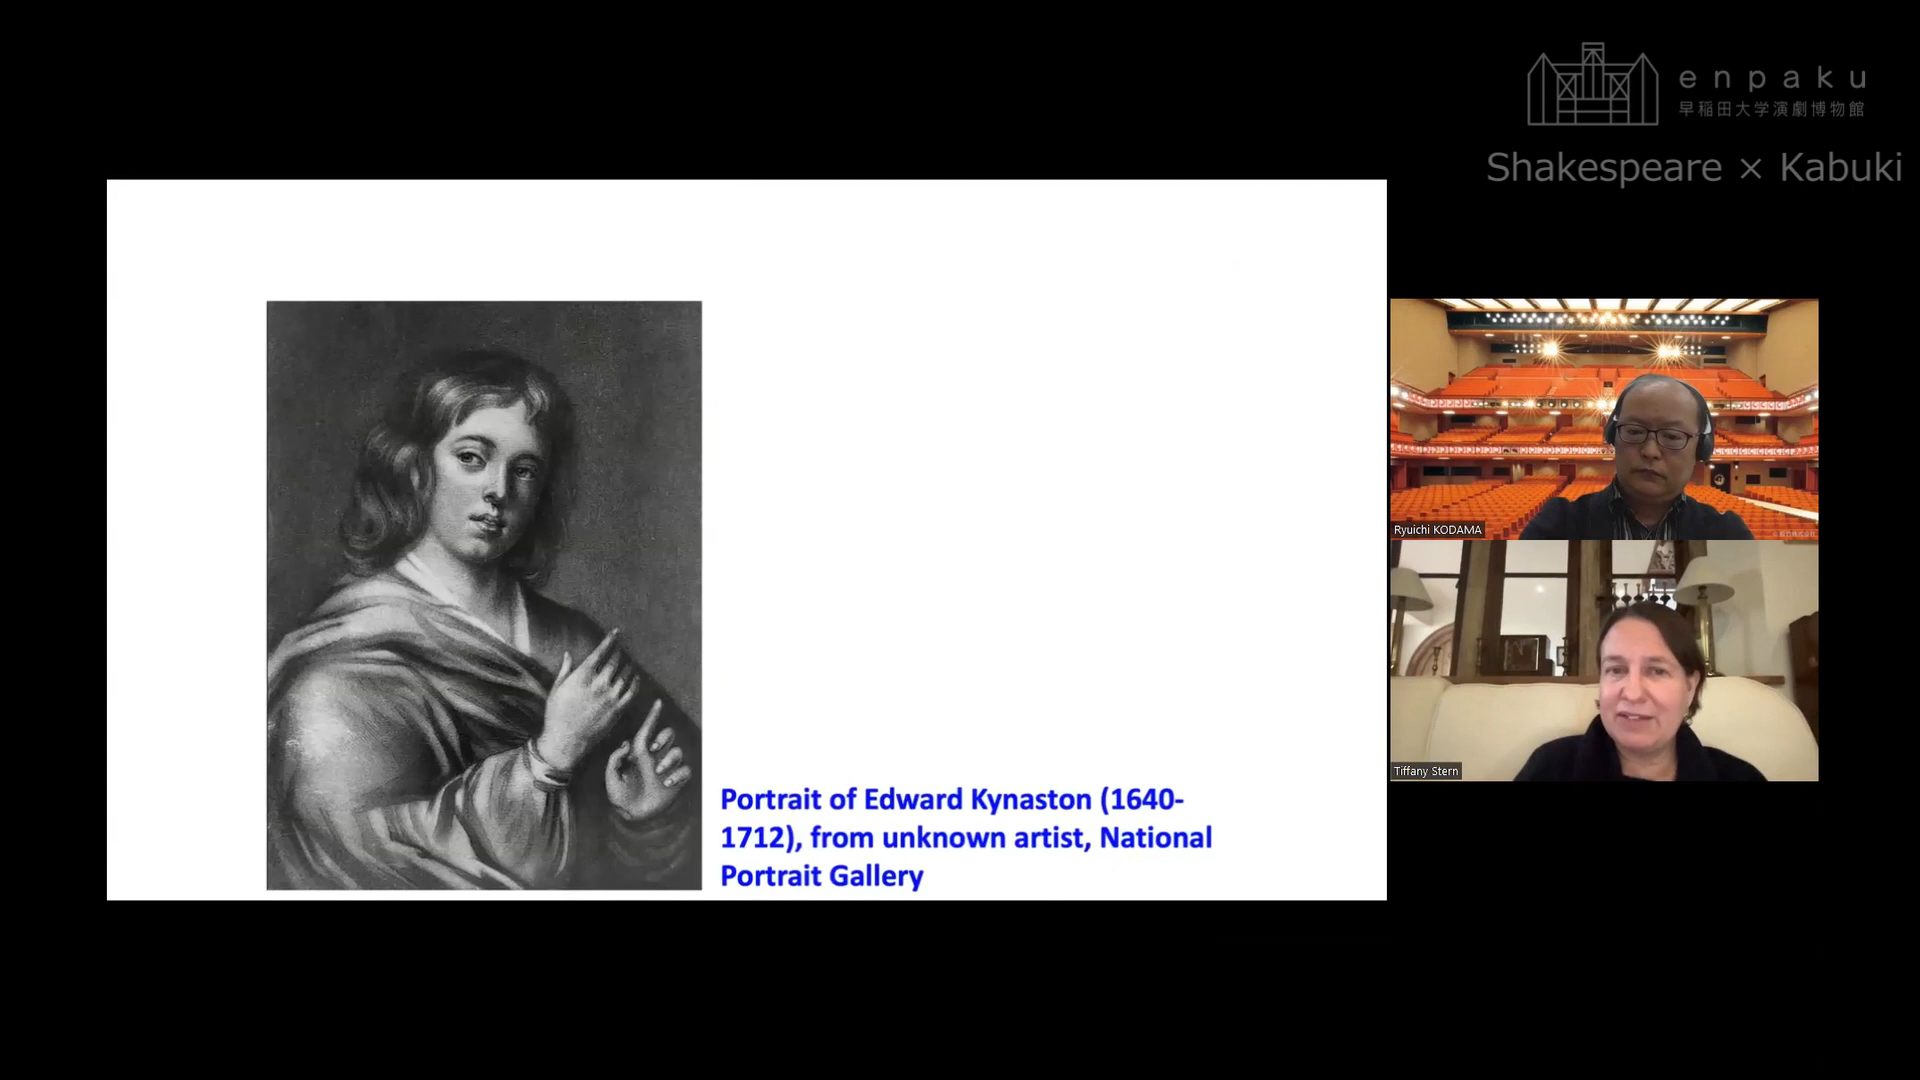 enpaku
早稲田大学演劇博物館
Shakespeare × Kabuki
Ryuichi KODAMA
Tiffany Stern
Portrait of Edward Kynaston (1640-
1712), from unknown artist, National
Portrait Gallery